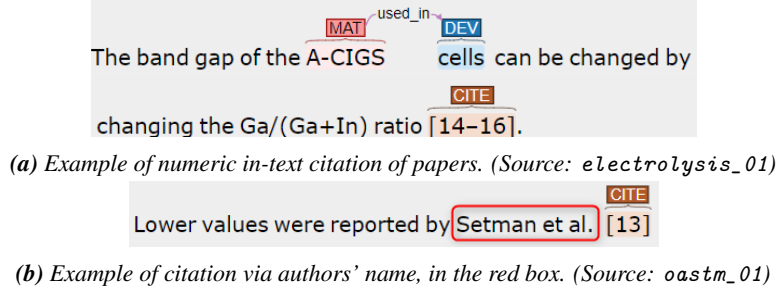 used_in
MAT DEV
The band gap of the A-CIGS cells can be changed by
CITE
changing the Ga/(Ga+In) ratio [14–16].
(a) Example of numeric in-text citation of papers. (Source: electrolysis_01)
CITE
Lower values were reported by Setman et al. [13]
(b) Example of citation via authors' name, in the red box. (Source: oastm_01)